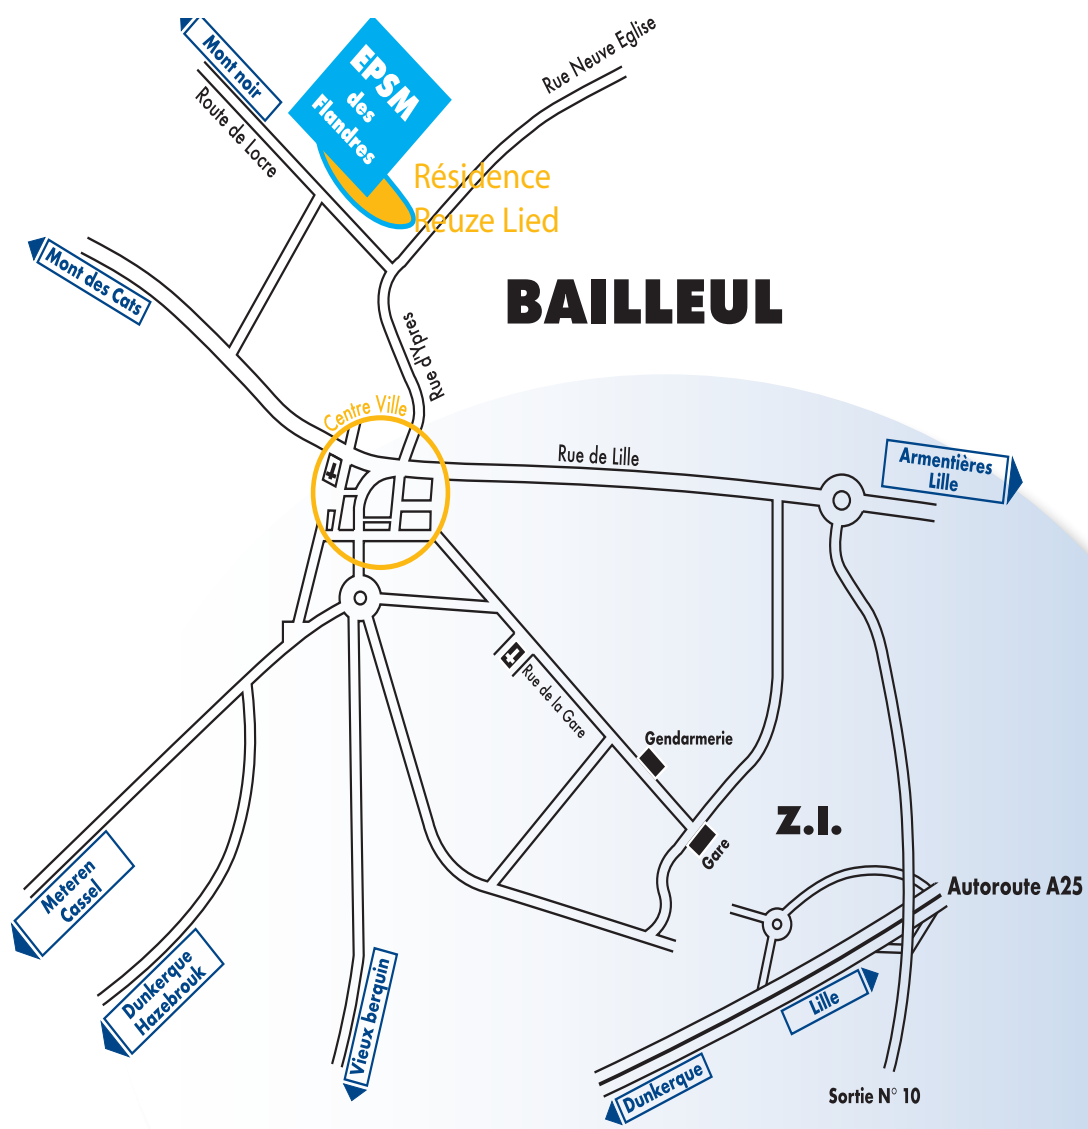 Mont noir
EPSM
des
Flandres
Rue Neuve Eglise
Route de Locre
Résidence
Reuze Lied
Mont des Cats
BAILLEUL
Rue d'Ypres
Centre Ville
Rue de Lille
Armentières
Lille
Rue de la Gare
Gendarmerie
Z.I.
Gare
Autoroute A25
Meteren
Cassel
Dunkerque
Hazebrouk
Vieux berquin
Lille
Dunkerque
Sortie N° 10